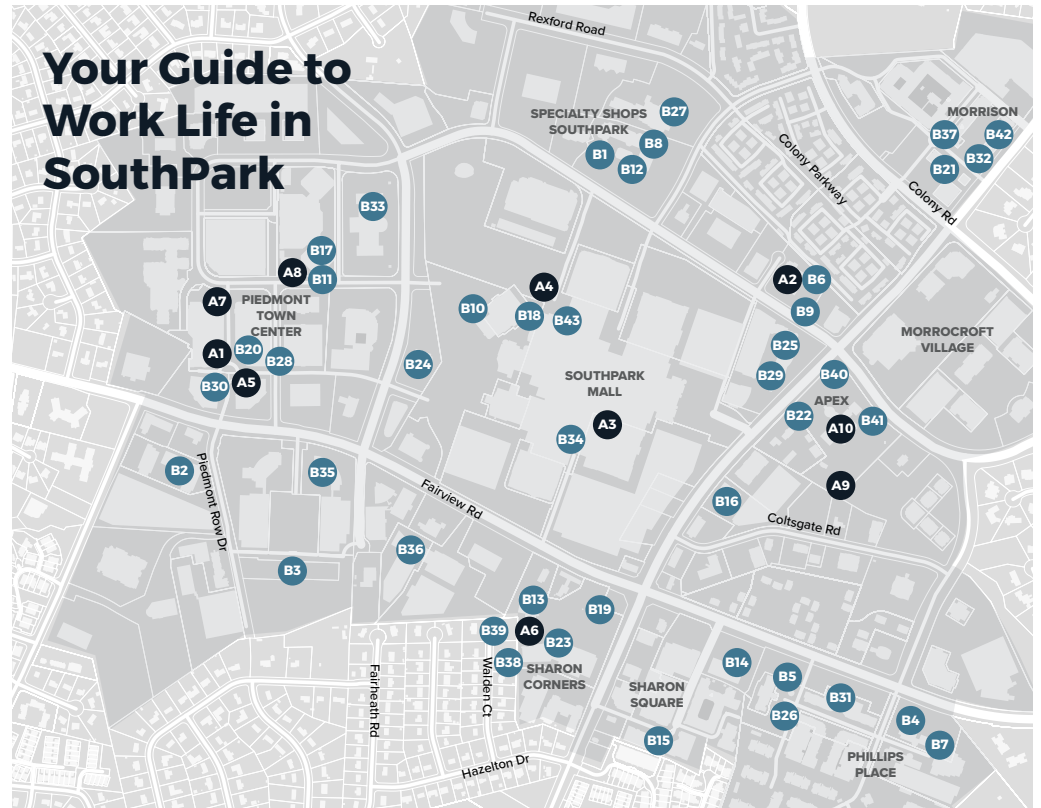 Your Guide to
Work Life in
SouthPark
Rexford Road
SPECIALTY SHOPS
SOUTHPARK
B27
B8
B1
B12
Colony Parkway
MORRISON
B37
B42
B32
B21
Colony Rd
B33
B17
A8
B11
A7
PIEDMONT
TOWN
CENTER
A1
B20
B28
B30
A5
B24
B10
A4
B18
B43
SOUTHPARK
MALL
A3
B34
A2
B6
B9
B25
B29
MORROCROFT
VILLAGE
B40
APEX
B22
A10
B41
A9
B16
Coltsgate Rd
B2
Piedmont Row Dr
B35
Fairview Rd
B36
B3
B13
B19
B39
A6
B23
B38
SHARON
CORNERS
Fairheath Rd
Walden Ct
Hazelton Dr
SHARON
SQUARE
B15
B14
B5
B26
B31
B4
B7
PHILLIPS
PLACE